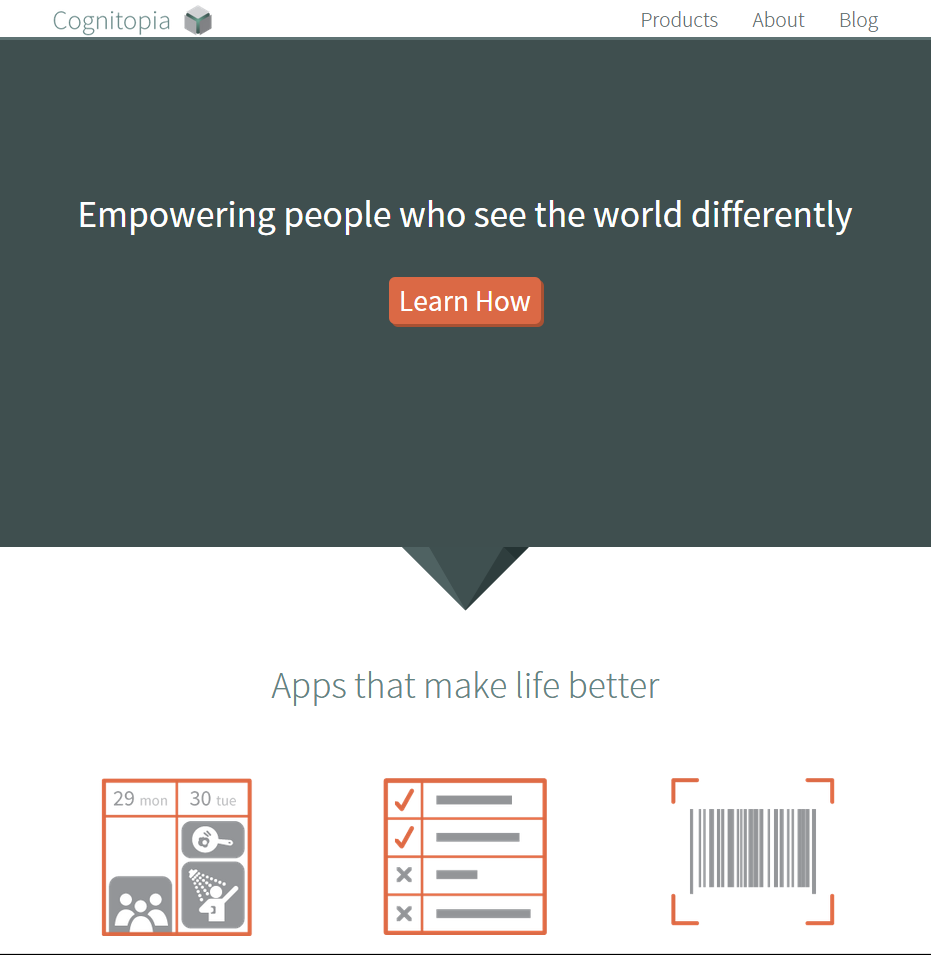 Cognitopia
Products About Blog
Empowering people who see the world differently
Learn How
Apps that make life better
29 mon 30 tue